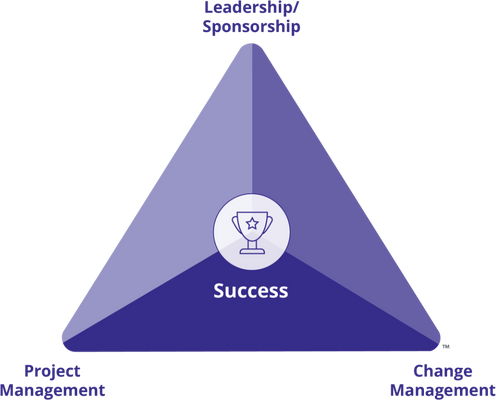 Leadership/
Sponsorship
Success
TM
Project
Management
Change
Management